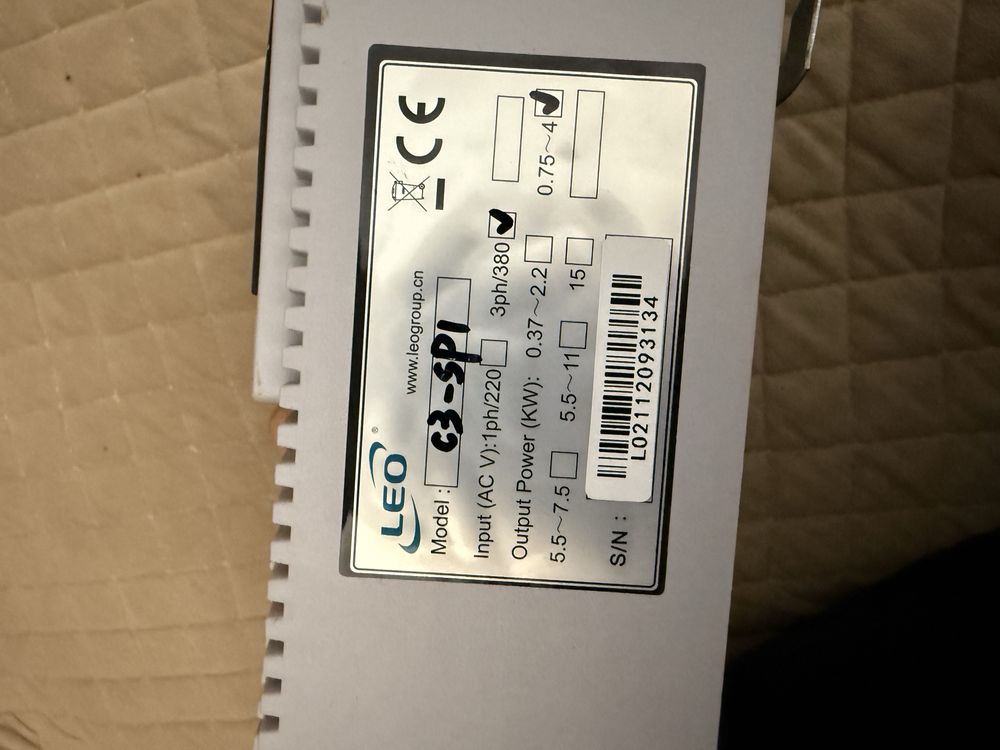 LEO®
www.leogroup.cn
CE
Model : C3-SP1
Input (AC V):1ph/220 3ph/380 ✓
Output Power (KW): 0.37～2.2 0.75～4 ✓
5.5～7.5 5.5～11 15
S/N : L02112093134